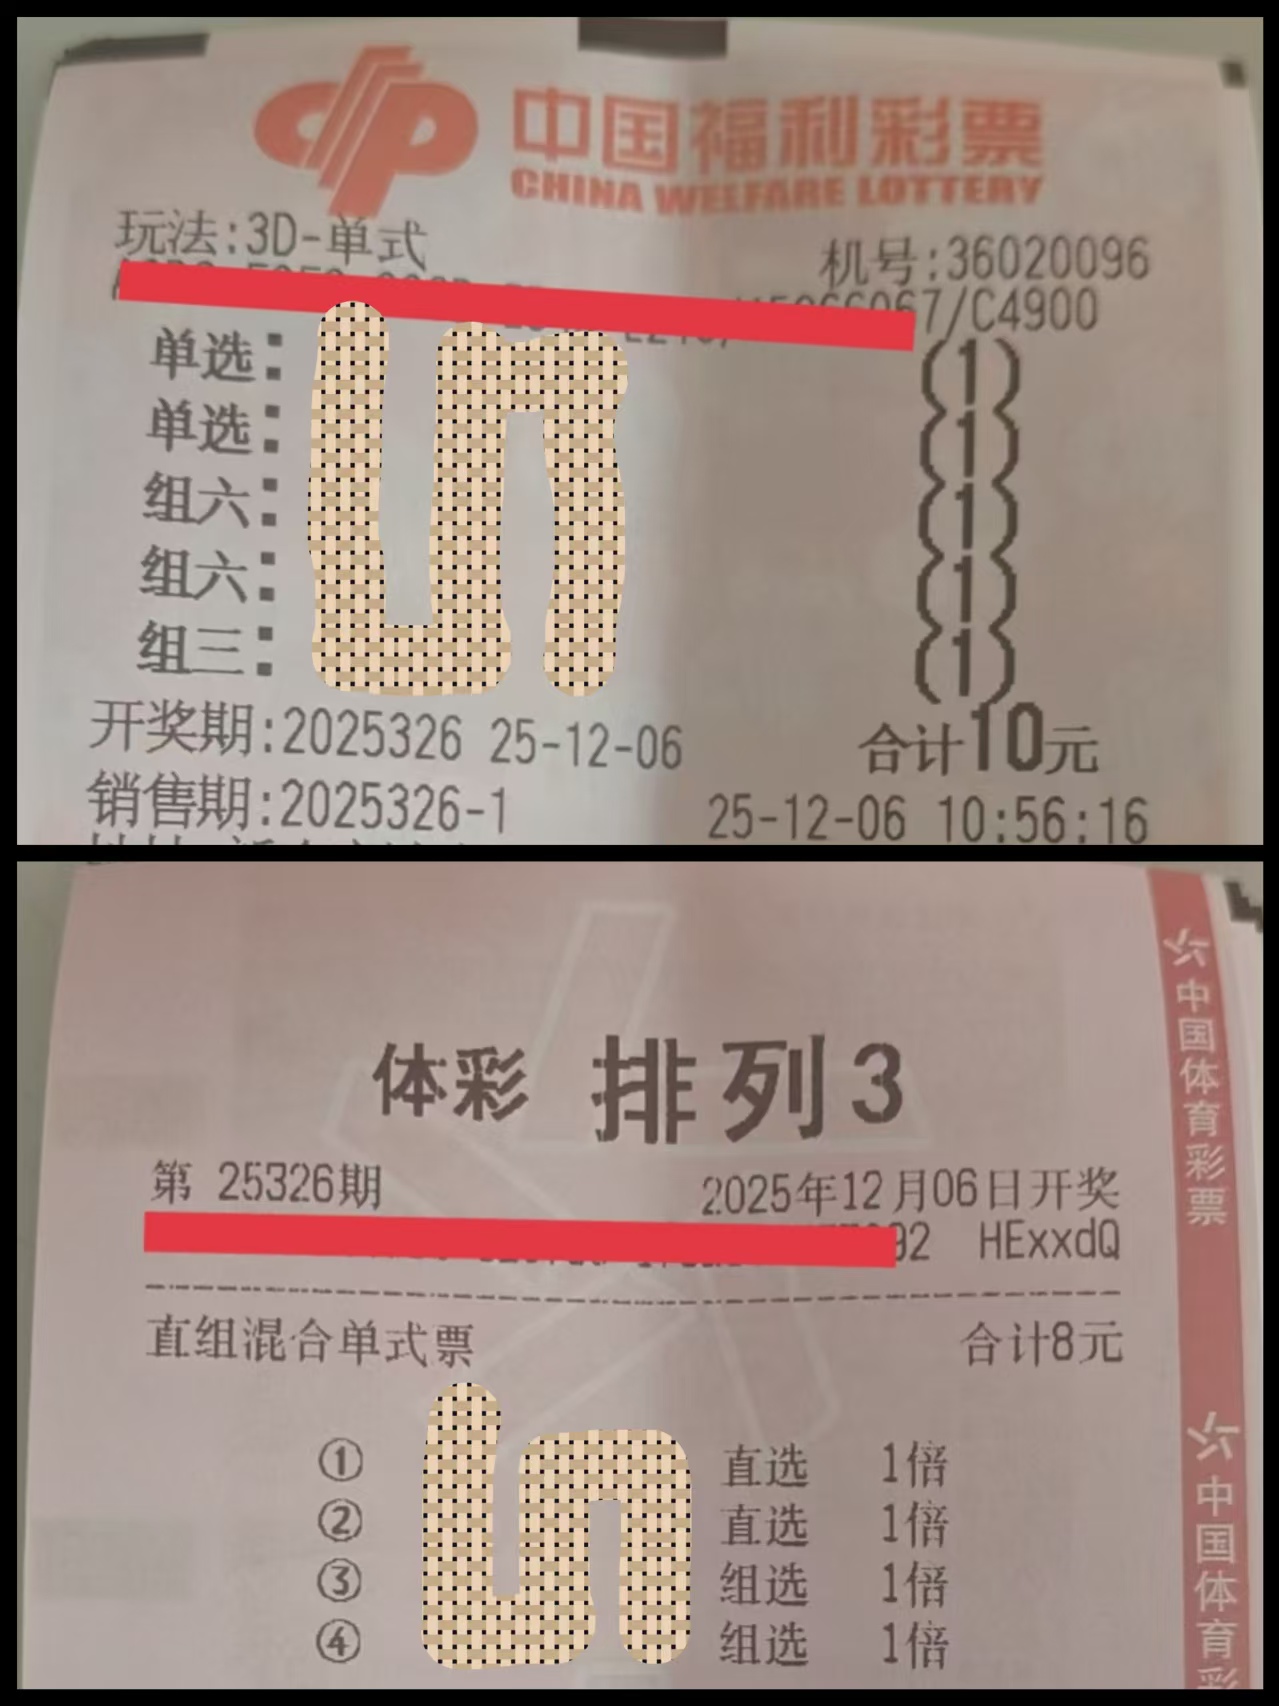 中国福利彩票
CHINA WELFARE LOTTERY
玩法:3D-单式
机号:36020096
67/C4900
单选: (1)
单选: (1)
组六: (1)
组六: (1)
组三: (1)
开奖期:2025326 25-12-06 合计10元
销售期:2025326-1 25-12-06 10:56:16
体彩 排列3
第 25326期 2025年12月06日开奖
92 HExxdQ
直组混合单式票 合计8元
① 直选 1倍
② 直选 1倍
③ 组选 1倍
④ 组选 1倍
中国体育彩票
中国体育彩